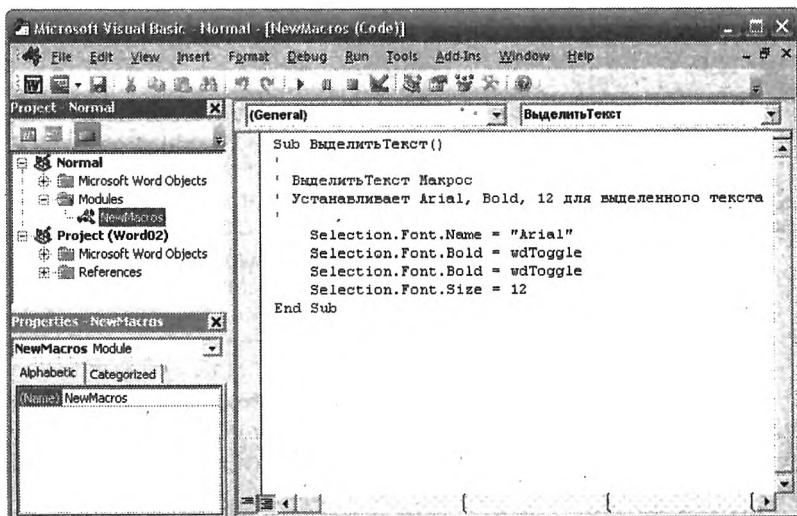 Microsoft Visual Basic - Normal - [NewMacros (Code)]
File Edit View Insert Format Debug Run Tools Add-Ins Window Help
Project - Normal
Normal
Microsoft Word Objects
Modules
NewMacros
Project (Word02)
Microsoft Word Objects
References
Properties - NewMacros
NewMacros Module
Alphabetic Categorized
(Name) NewMacros
(General) ВыделитьТекст
Sub ВыделитьТекст()
'
' ВыделитьТекст Макрос
' Устанавливает Arial, Bold, 12 для выделенного текста
'
Selection.Font.Name = "Arial"
Selection.Font.Bold = wdToggle
Selection.Font.Bold = wdToggle
Selection.Font.Size = 12
End Sub